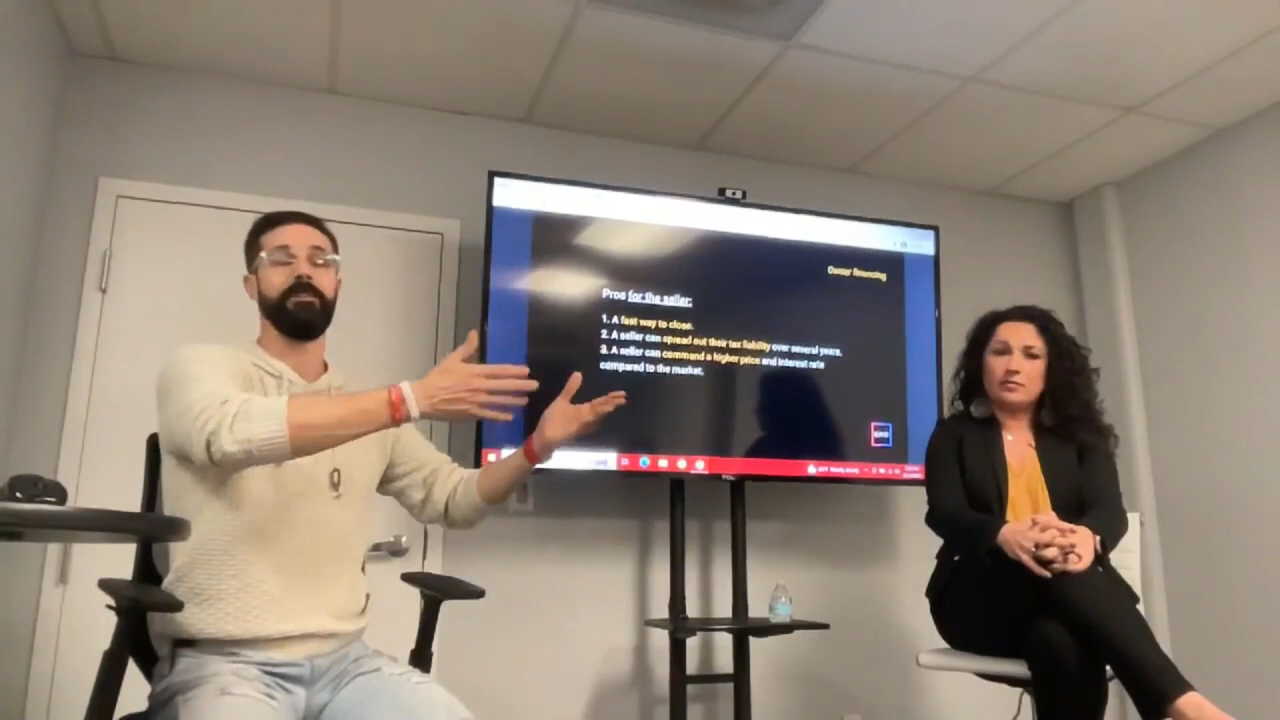 Owner financing
Pros for the seller:
1. A fast way to close.
2. A seller can spread out their tax liability over several years.
3. A seller can command a higher price and interest rate
compared to the market.
TCL